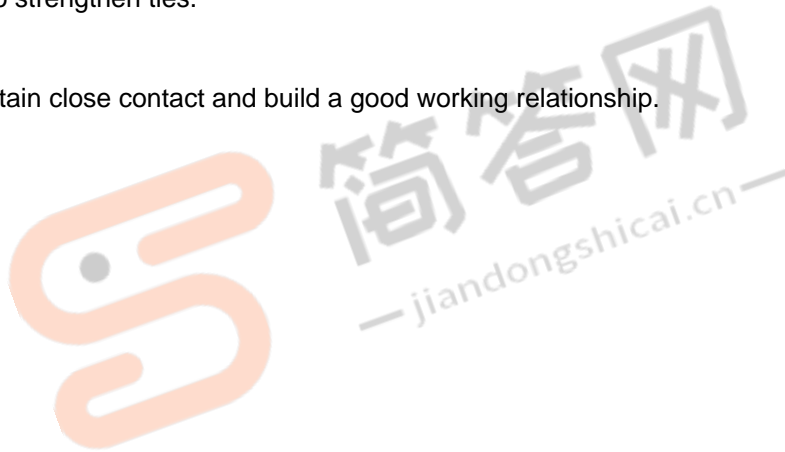 strengthen ties.
tain close contact and build a good working relationship.
简答网
jiandongshicai.cn